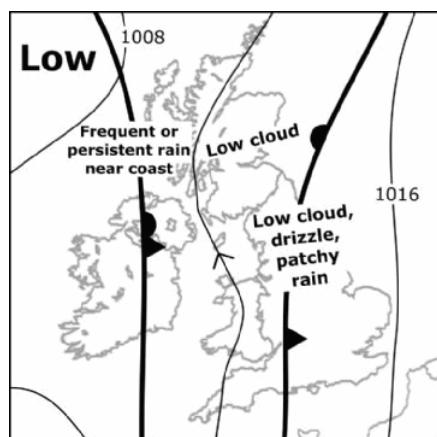 1008
Low
Frequent or
persistent rain
near coast
Low cloud
1016
Low cloud,
drizzle,
patchy
rain